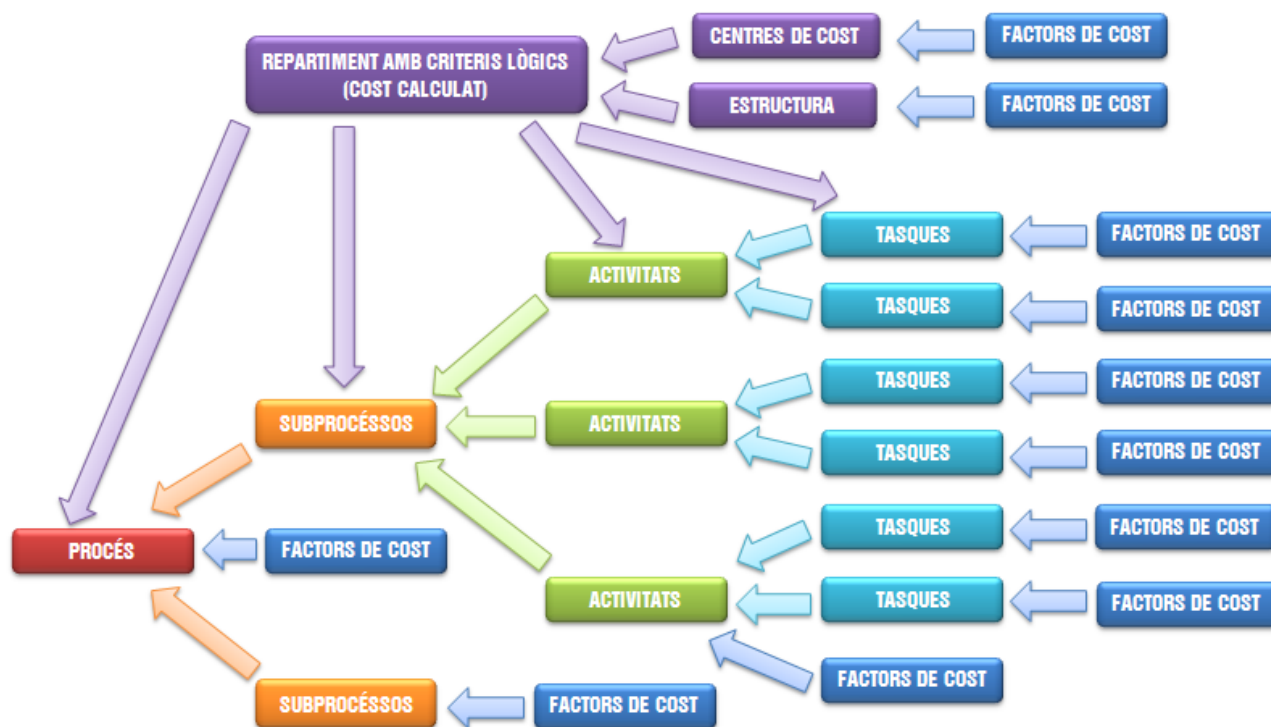 CENTRES DE COST
FACTORS DE COST
REPARTIMENT AMB CRITERIS LÒGICS
(COST CALCULAT)
ESTRUCTURA
FACTORS DE COST
TASQUES
FACTORS DE COST
ACTIVITATS
TASQUES
FACTORS DE COST
TASQUES
FACTORS DE COST
SUBPROCÉSSOS
ACTIVITATS
TASQUES
FACTORS DE COST
TASQUES
FACTORS DE COST
PROCÉS
FACTORS DE COST
ACTIVITATS
TASQUES
FACTORS DE COST
FACTORS DE COST
SUBPROCÉSSOS
FACTORS DE COST